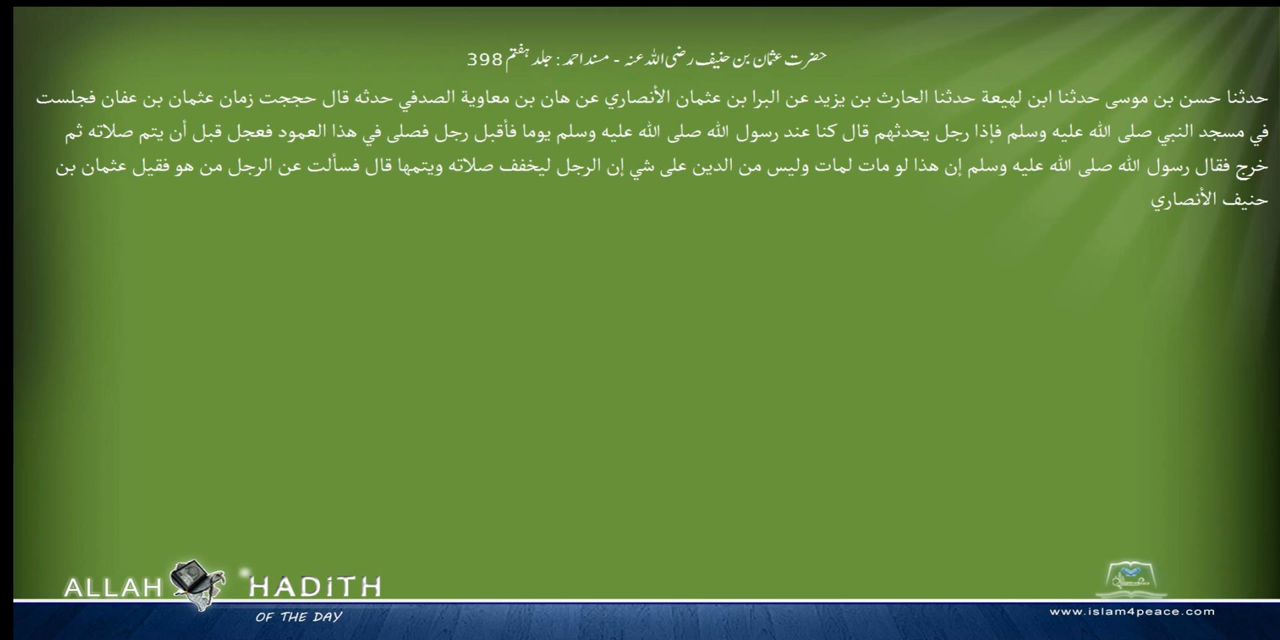 حضرت عثمان بن حنیف رضی اللہ عنہ - مسند احمد : جلد ہفتم 398
حدثنا حسن بن موسى حدثنا ابن لهيعة حدثنا الحارث بن يزيد عن البرا بن عثمان الأنصاري عن هان بن معاوية الصدفي حدثه قال حججت زمان عثمان بن عفان فجلست
في مسجد النبي صلى الله عليه وسلم فإذا رجل يحدثهم قال كنا عند رسول الله صلى الله عليه وسلم يوما فأقبل رجل فصلى في هذا العمود فعجل قبل أن يتم صلاته ثم
خرج فقال رسول الله صلى الله عليه وسلم إن هذا لو مات لمات وليس من الدين على شي إن الرجل ليخفف صلاته ويتمها قال فسألت عن الرجل من هو فقيل عثمان بن
حنيف الأنصاري
ALLAH HADITH
OF THE DAY
www.islam4peace.com